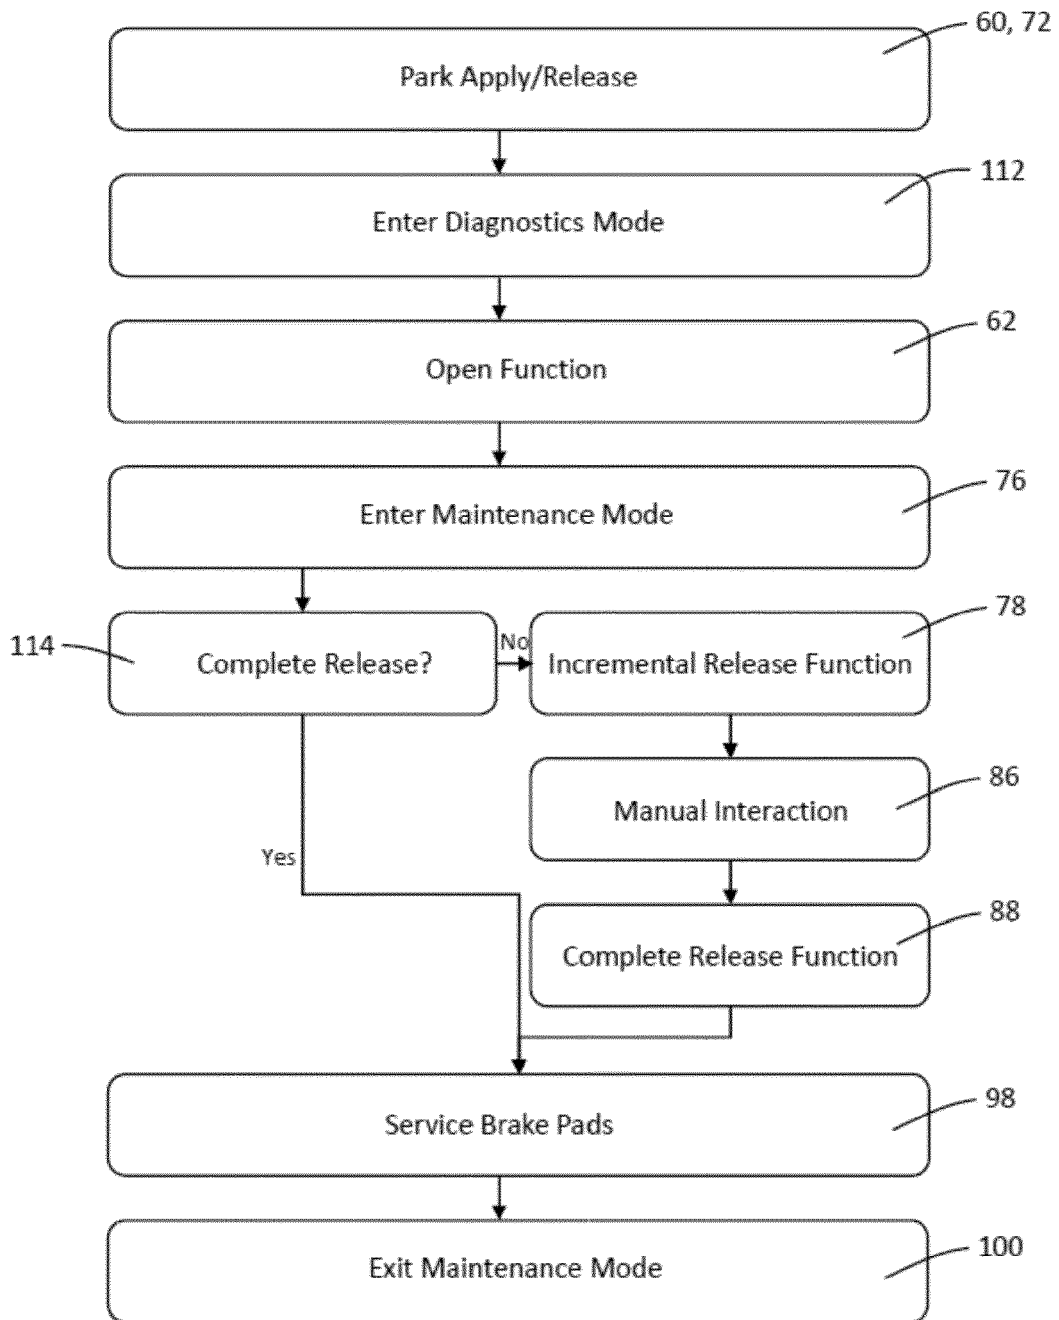 60, 72
Park Apply/Release
112
Enter Diagnostics Mode
62
Open Function
76
Enter Maintenance Mode
78
114
Complete Release?
No
Incremental Release Function
86
Manual Interaction
Yes
88
Complete Release Function
98
Service Brake Pads
100
Exit Maintenance Mode